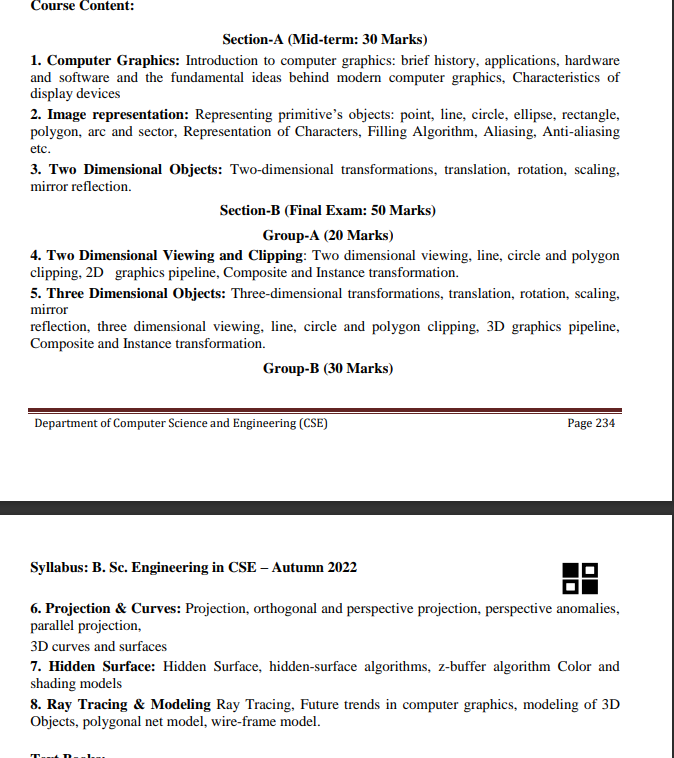 Course Content:
Section-A (Mid-term: 30 Marks)
1. Computer Graphics: Introduction to computer graphics: brief history, applications, hardware
and software and the fundamental ideas behind modern computer graphics, Characteristics of
display devices
2. Image representation: Representing primitive's objects: point, line, circle, ellipse, rectangle,
polygon, arc and sector, Representation of Characters, Filling Algorithm, Aliasing, Anti-aliasing
etc.
3. Two Dimensional Objects: Two-dimensional transformations, translation, rotation, scaling,
mirror reflection.
Section-B (Final Exam: 50 Marks)
Group-A (20 Marks)
4. Two Dimensional Viewing and Clipping: Two dimensional viewing, line, circle and polygon
clipping, 2D graphics pipeline, Composite and Instance transformation.
5. Three Dimensional Objects: Three-dimensional transformations, translation, rotation, scaling,
mirror
reflection, three dimensional viewing, line, circle and polygon clipping, 3D graphics pipeline,
Composite and Instance transformation.
Group-B (30 Marks)
Department of Computer Science and Engineering (CSE) Page 234
Syllabus: B. Sc. Engineering in CSE – Autumn 2022
6. Projection & Curves: Projection, orthogonal and perspective projection, perspective anomalies,
parallel projection,
3D curves and surfaces
7. Hidden Surface: Hidden Surface, hidden-surface algorithms, z-buffer algorithm Color and
shading models
8. Ray Tracing & Modeling Ray Tracing, Future trends in computer graphics, modeling of 3D
Objects, polygonal net model, wire-frame model.